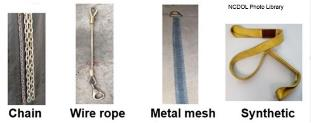 NCDOL Photo Library
Chain
Wire rope
Metal mesh
Synthetic